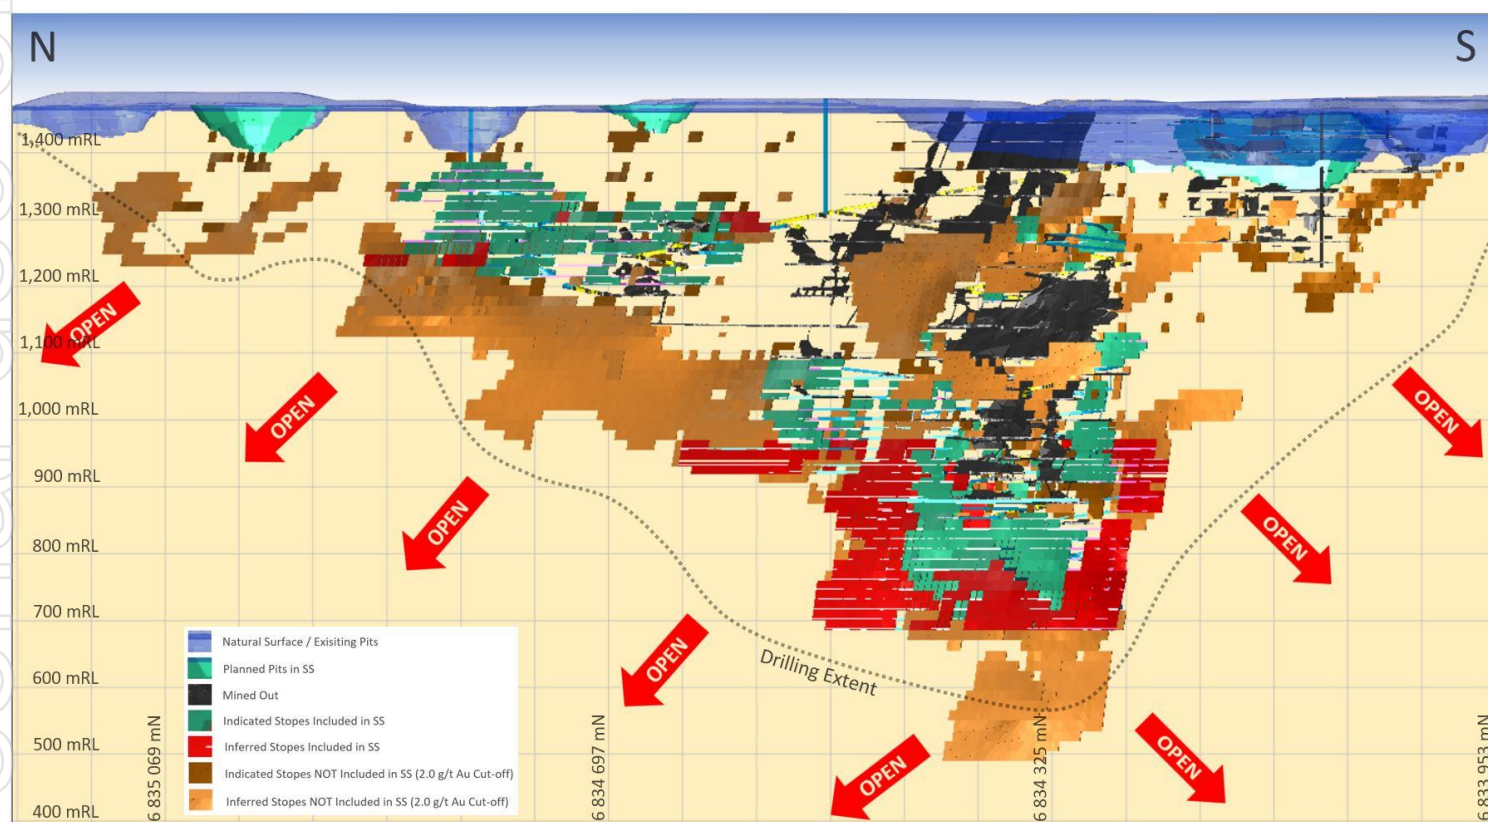 N
S
1,400 mRL
1,300 mRL
1,200 mRL
1,100 mRL
1,000 mRL
900 mRL
800 mRL
700 mRL
600 mRL
500 mRL
400 mRL
OPEN
OPEN
OPEN
OPEN
OPEN
OPEN
OPEN
OPEN
Drilling Extent
6 835 069 mN
6 834 697 mN
6 834 325 mN
6 833 953 mN
Natural Surface / Exisiting Pits
Planned Pits in SS
Mined Out
Indicated Stopes Included in SS
Inferred Stopes Included in SS
Indicated Stopes NOT Included in SS (2.0 g/t Au Cut-off)
Inferred Stopes NOT Included in SS (2.0 g/t Au Cut-off)